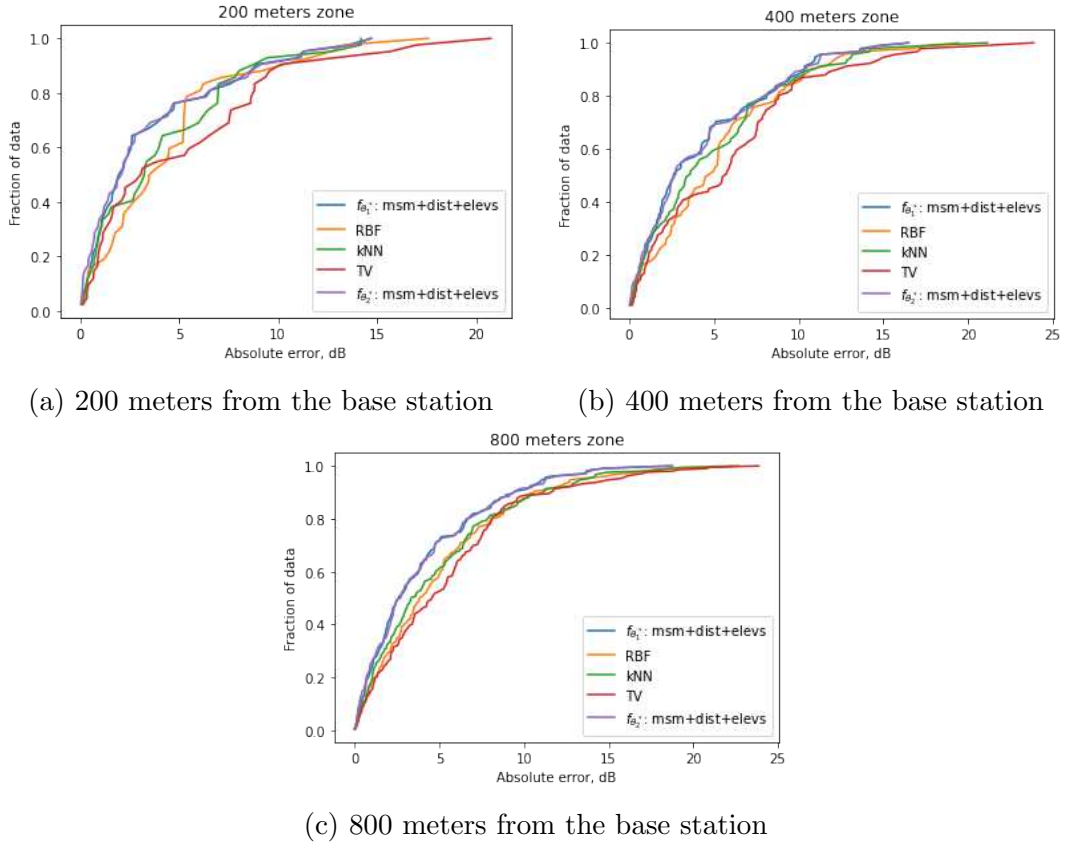 200 meters zone
1.0
0.8
0.6
0.4
0.2
0.0
Fraction of data
f_{θ_1^*}: msm+dist+elevs
RBF
kNN
TV
f_{θ_2^*}: msm+dist+elevs
0 5 10 15 20
Absolute error, dB
(a) 200 meters from the base station
400 meters zone
1.0
0.8
0.6
0.4
0.2
0.0
Fraction of data
f_{θ_1^*}: msm+dist+elevs
RBF
kNN
TV
f_{θ_2^*}: msm+dist+elevs
0 5 10 15 20 25
Absolute error, dB
(b) 400 meters from the base station
800 meters zone
1.0
0.8
0.6
0.4
0.2
0.0
Fraction of data
f_{θ_1^*}: msm+dist+elevs
RBF
kNN
TV
f_{θ_2^*}: msm+dist+elevs
0 5 10 15 20 25
Absolute error, dB
(c) 800 meters from the base station